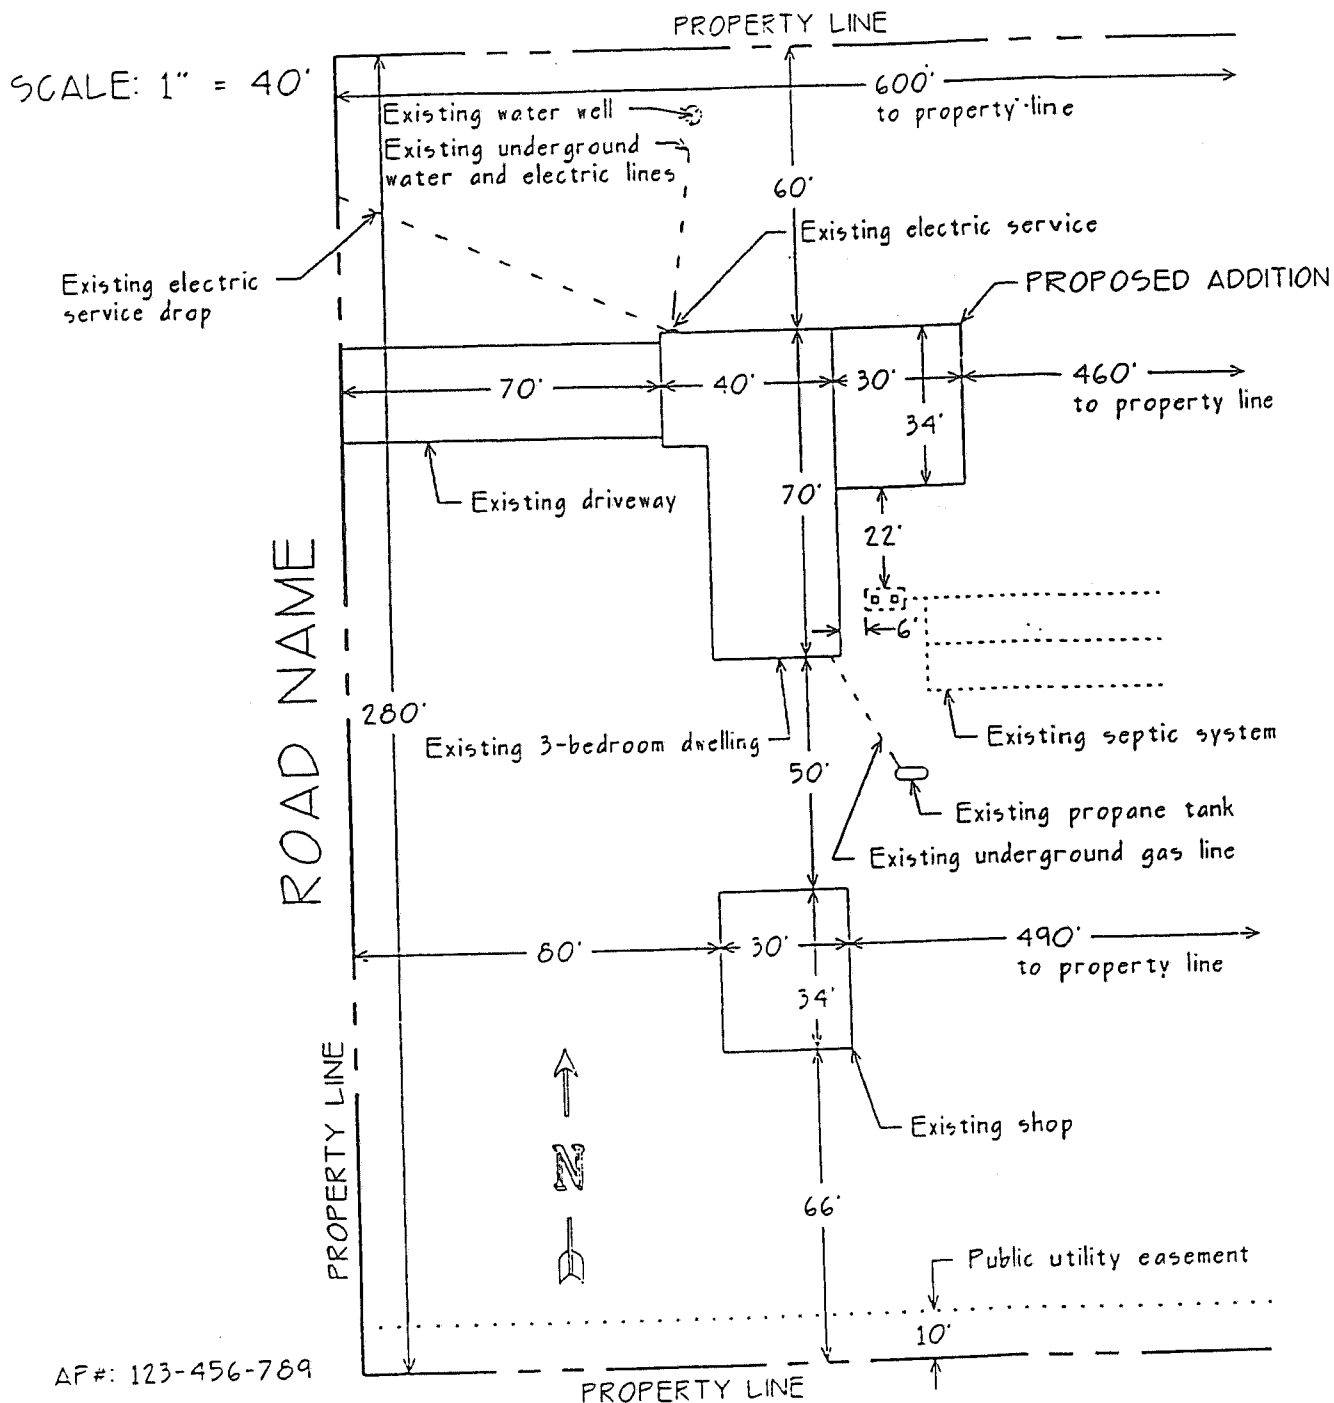 PROPERTY LINE
SCALE: 1" = 40'
600'
to property line
Existing water well
Existing underground
water and electric lines
60'
Existing electric service
Existing electric
service drop
PROPOSED ADDITION
70'
40'
30'
460'
to property line
34'
Existing driveway
70'
22'
6'
ROAD NAME
280'
Existing 3-bedroom dwelling
Existing septic system
50'
Existing propane tank
Existing underground gas line
80'
30'
490'
to property line
34'
PROPERTY LINE
N
Existing shop
66'
Public utility easement
10'
AP#: 123-456-789
PROPERTY LINE